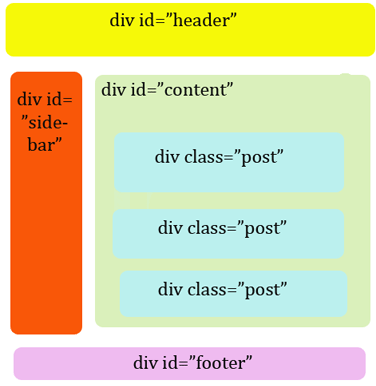 div id=”header”
div id=
”side-
bar”
div id=”content”
div class=”post”
div class=”post”
div class=”post”
div id=”footer”